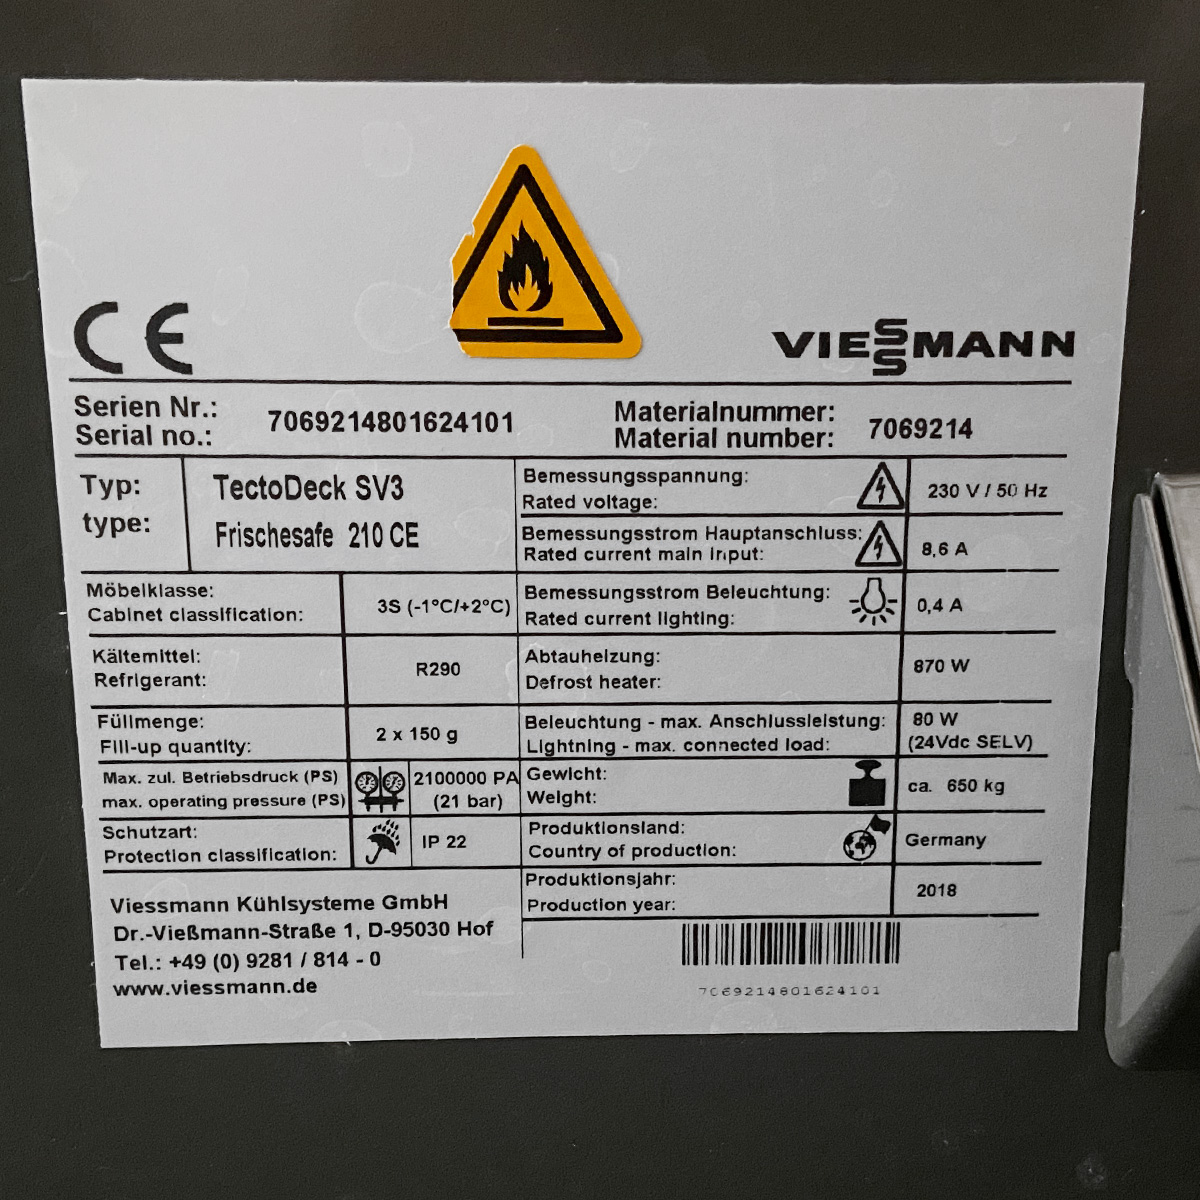 CE
VIESSMANN
Serien Nr.:
Serial no.:
7069214801624101
Materialnummer:
Material number:
7069214
Typ:
type:
TectoDeck SV3
Frischesafe 210 CE
Bemessungsspannung:
Rated voltage:
230 V / 50 Hz
Bemessungsstrom Hauptanschluss:
Rated current main input:
8,6 A
Möbelklasse:
Cabinet classification:
3S (-1°C/+2°C)
Bemessungsstrom Beleuchtung:
Rated current lighting:
0,4 A
Kältemittel:
Refrigerant:
R290
Abtauheizung:
Defrost heater:
870 W
Füllmenge:
Fill-up quantity:
2 x 150 g
Beleuchtung - max. Anschlussleistung:
Lightning - max. connected load:
80 W
(24Vdc SELV)
Max. zul. Betriebsdruck (PS)
max. operating pressure (PS)
2100000 PA
(21 bar)
Gewicht:
Weight:
ca. 650 kg
Schutzart:
Protection classification:
IP 22
Produktionsland:
Country of production:
Germany
Produktionsjahr:
Production year:
2018
Viessmann Kühlsysteme GmbH
Dr.-Vießmann-Straße 1, D-95030 Hof
Tel.: +49 (0) 9281 / 814 - 0
www.viessmann.de
7069214801624101